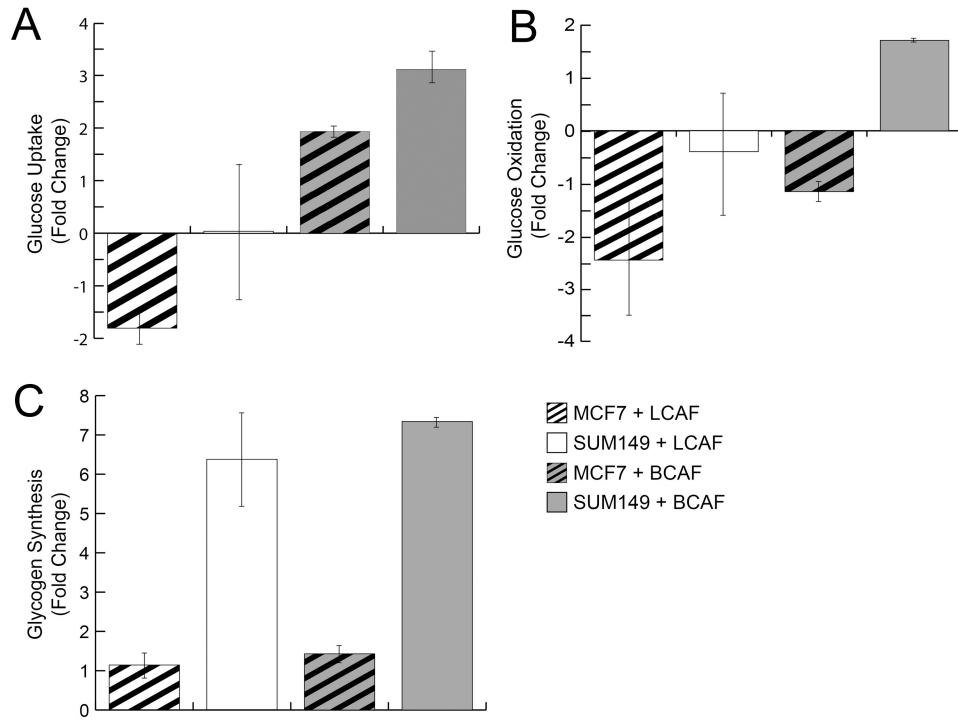 A
Glucose Uptake
(Fold Change)
4
3
2
1
0
-1
-2
B
Glucose Oxidation
(Fold Change)
2
1
0
-1
-2
-3
-4
C
Glycogen Synthesis
(Fold Change)
8
7
6
5
4
3
2
1
0
MCF7 + LCAF
SUM149 + LCAF
MCF7 + BCAF
SUM149 + BCAF